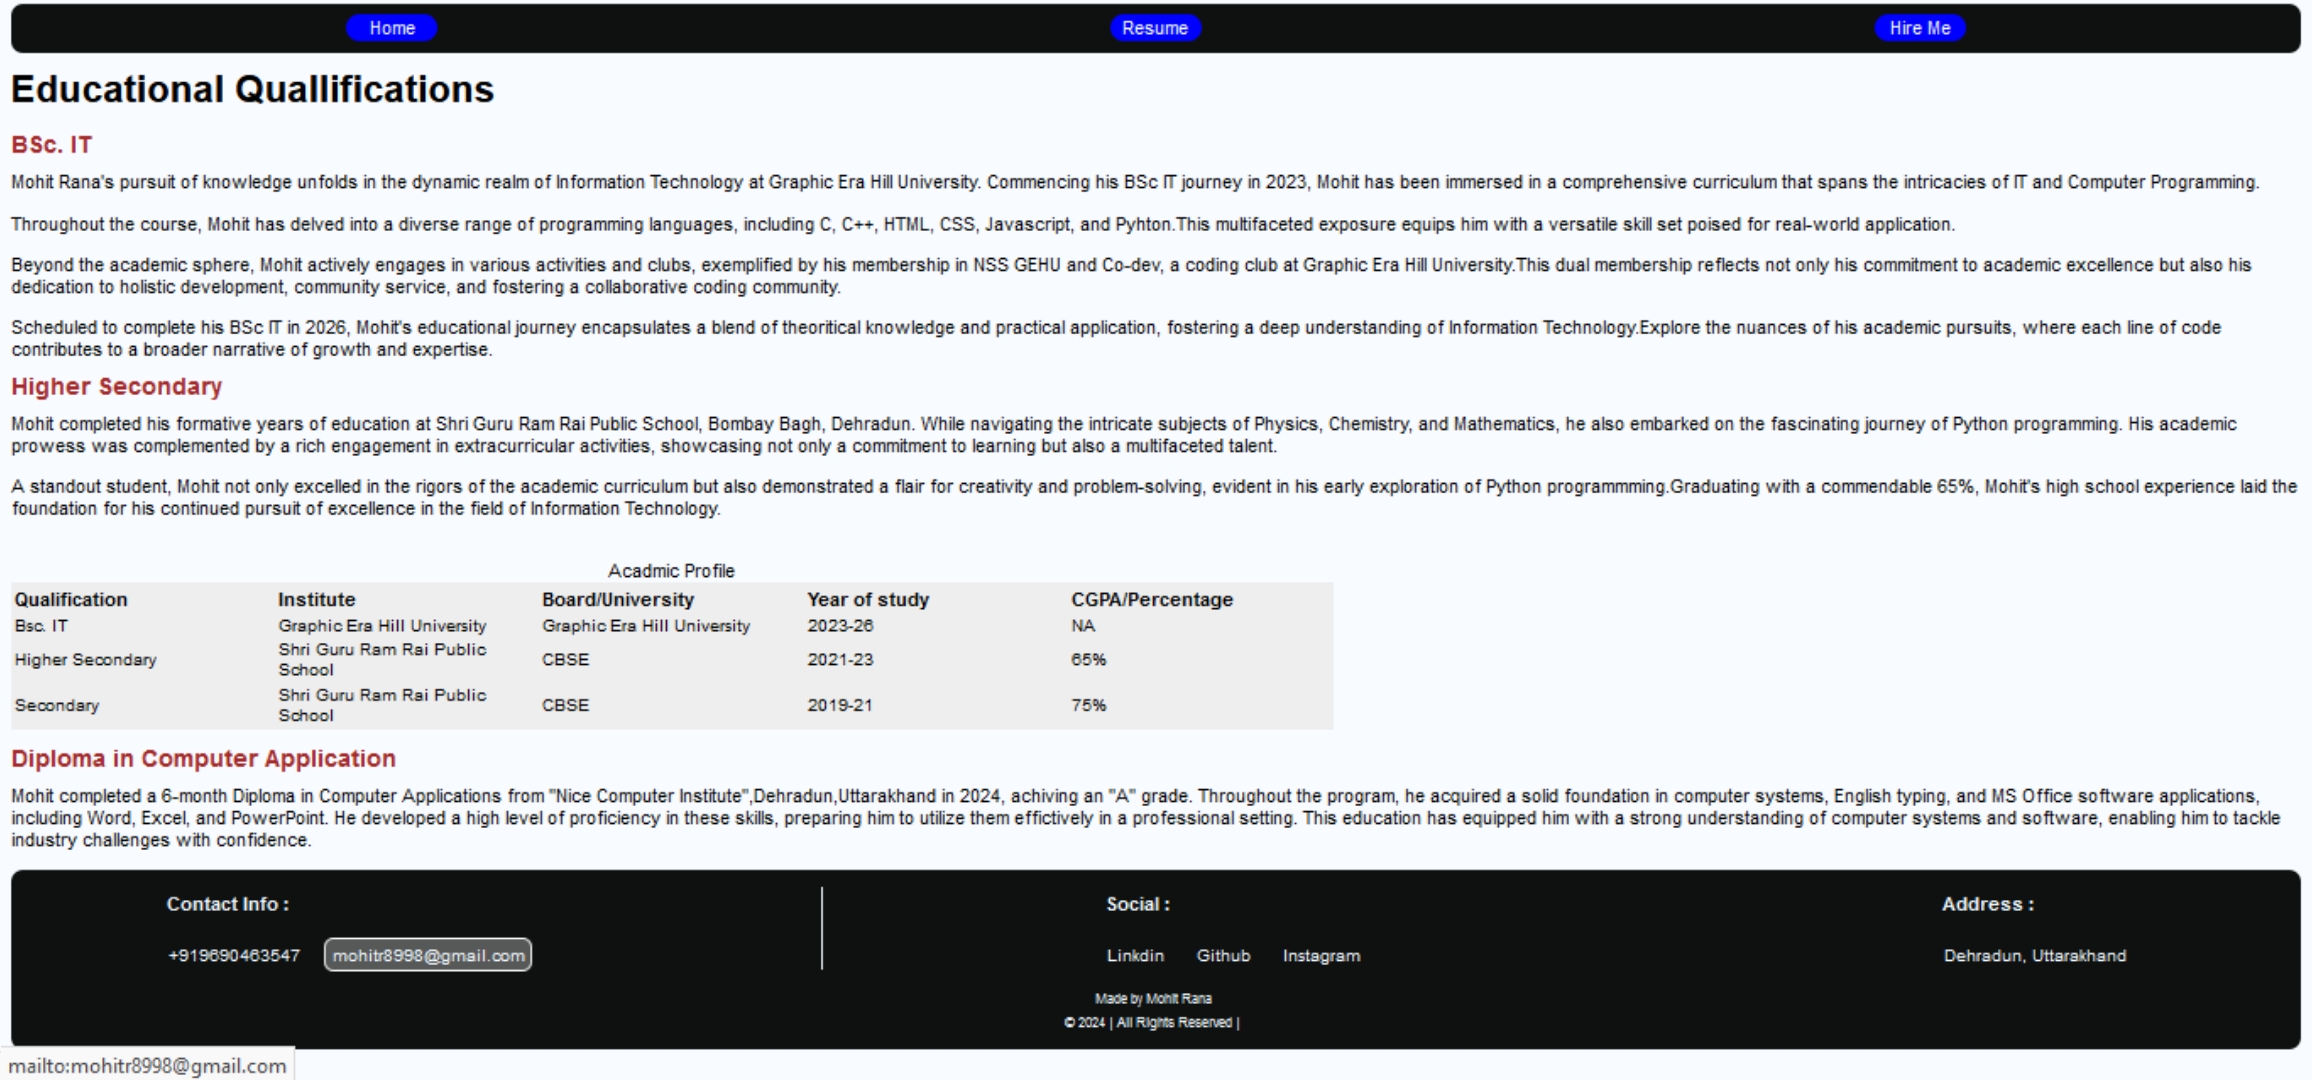 Home Resume Hire Me
Educational Quallifications
BSc. IT
Mohit Rana's pursuit of knowledge unfolds in the dynamic realm of Information Technology at Graphic Era Hill University. Commencing his BSc IT journey in 2023, Mohit has been immersed in a comprehensive curriculum that spans the intricacies of IT and Computer Programming.
Throughout the course, Mohit has delved into a diverse range of programming languages, including C, C++, HTML, CSS, Javascript, and Pyhton.This multifaceted exposure equips him with a versatile skill set poised for real-world application.
Beyond the academic sphere, Mohit actively engages in various activities and clubs, exemplified by his membership in NSS GEHU and Co-dev, a coding club at Graphic Era Hill University.This dual membership reflects not only his commitment to academic excellence but also his
dedication to holistic development, community service, and fostering a collaborative coding community.
Scheduled to complete his BSc IT in 2026, Mohit's educational journey encapsulates a blend of theoritical knowledge and practical application, fostering a deep understanding of Information Technology.Explore the nuances of his academic pursuits, where each line of code
contributes to a broader narrative of growth and expertise.
Higher Secondary
Mohit completed his formative years of education at Shri Guru Ram Rai Public School, Bombay Bagh, Dehradun. While navigating the intricate subjects of Physics, Chemistry, and Mathematics, he also embarked on the fascinating journey of Python programming. His academic
prowess was complemented by a rich engagement in extracurricular activities, showcasing not only a commitment to learning but also a multifaceted talent.
A standout student, Mohit not only excelled in the rigors of the academic curriculum but also demonstrated a flair for creativity and problem-solving, evident in his early exploration of Python programmming.Graduating with a commendable 65%, Mohit's high school experience laid the
foundation for his continued pursuit of excellence in the field of Information Technology.
Acadmic Profile
Qualification Institute Board/University Year of study CGPA/Percentage
Bsc. IT Graphic Era Hill University Graphic Era Hill University 2023-26 NA
Higher Secondary Shri Guru Ram Rai Public School CBSE 2021-23 65%
Secondary Shri Guru Ram Rai Public School CBSE 2019-21 75%
Diploma in Computer Application
Mohit completed a 6-month Diploma in Computer Applications from "Nice Computer Institute",Dehradun,Uttarakhand in 2024, achiving an "A" grade. Throughout the program, he acquired a solid foundation in computer systems, English typing, and MS Office software applications,
including Word, Excel, and PowerPoint. He developed a high level of proficiency in these skills, preparing him to utilize them effictively in a professional setting. This education has equipped him with a strong understanding of computer systems and software, enabling him to tackle
industry challenges with confidence.
Contact Info : Social : Address :
+919690463547 mohitr8998@gmail.com Linkdin Github Instagram Dehradun, Uttarakhand
Made by Mohit Rana
© 2024 | All Rights Reserved |
mailto:mohitr8998@gmail.com